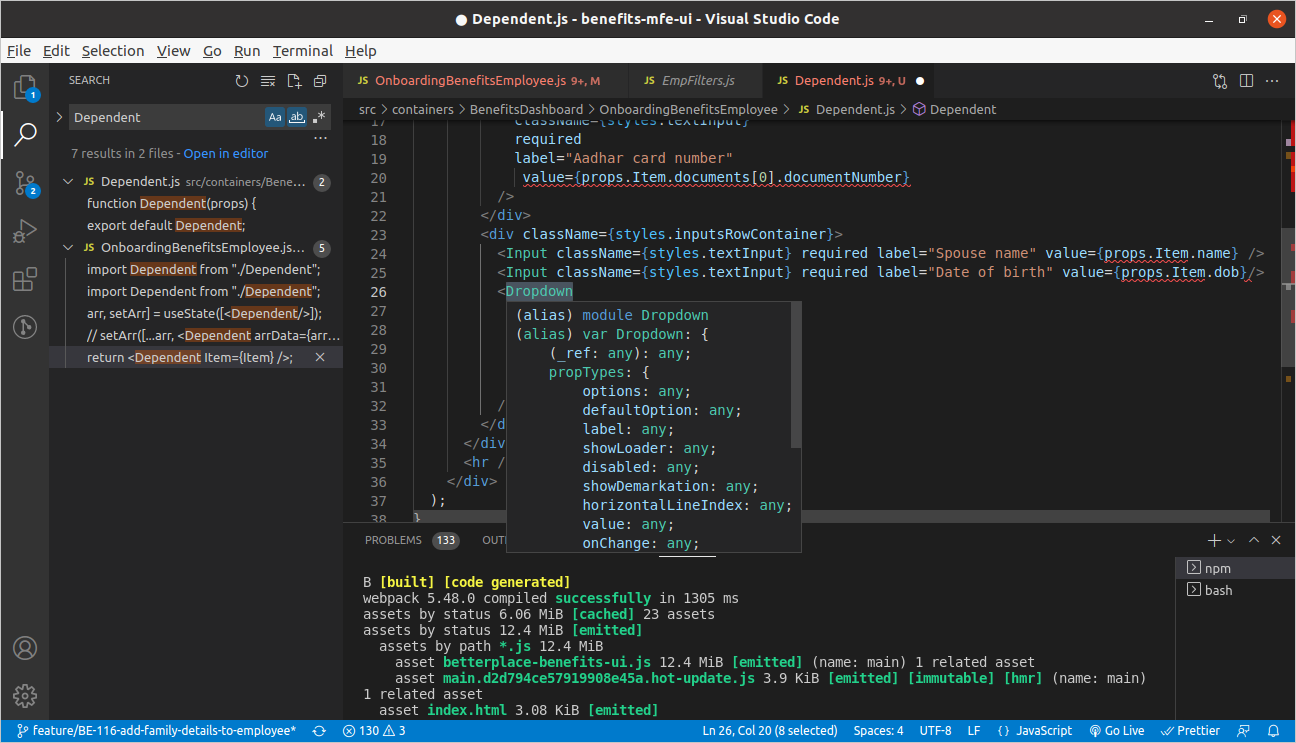 ● Dependent.js - benefits-mfe-ui - Visual Studio Code
File Edit Selection View Go Run Terminal Help
SEARCH
Dependent
Aa ab .*
7 results in 2 files - Open in editor
JS Dependent.js src/containers/Bene... 2
function Dependent(props) {
export default Dependent;
JS OnboardingBenefitsEmployee.js... 5
import Dependent from "./Dependent";
import Dependent from "./Dependent";
arr, setArr] = useState([<Dependent/>]);
// setArr([...arr, <Dependent arrData={arr...
return <Dependent Item={Item} />;
1
2
JS OnboardingBenefitsEmployee.js 9+, M
JS EmpFilters.js
JS Dependent.js 9+, U ●
src > containers > BenefitsDashboard > OnboardingBenefitsEmployee > JS Dependent.js > Dependent
17 className={styles.textInput}
18 required
19 label="Aadhar card number"
20 value={props.Item.documents[0].documentNumber}
21 />
22 </div>
23 <div className={styles.inputsRowContainer}>
24 <Input className={styles.textInput} required label="Spouse name" value={props.Item.name} />
25 <Input className={styles.textInput} required label="Date of birth" value={props.Item.dob}/>
26 <Dropdown
27
28
29
30
31
32 /
33 </d
34 </div
35 <hr /
36 </div>
37 );
38 }
(alias) module Dropdown
(alias) var Dropdown: {
(_ref: any): any;
propTypes: {
options: any;
defaultOption: any;
label: any;
showLoader: any;
disabled: any;
showDemarkation: any;
horizontalLineIndex: any;
value: any;
onChange: any;
PROBLEMS 133 OUT
B [built] [code generated]
webpack 5.48.0 compiled successfully in 1305 ms
assets by status 6.06 MiB [cached] 23 assets
assets by status 12.4 MiB [emitted]
assets by path *.js 12.4 MiB
asset betterplace-benefits-ui.js 12.4 MiB [emitted] (name: main) 1 related asset
asset main.d2d794ce57919908e45a.hot-update.js 3.9 KiB [emitted] [immutable] [hmr] (name: main)
1 related asset
asset index.html 3.08 KiB [emitted]
npm
bash
feature/BE-116-add-family-details-to-employee* 130 3 Ln 26, Col 20 (8 selected) Spaces: 4 UTF-8 LF {} JavaScript Go Live Prettier